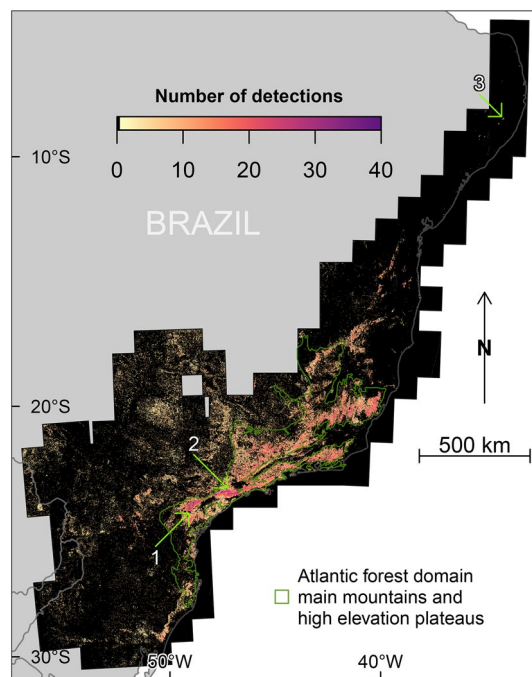 3
Number of detections
0 10 20 30 40
10°S
BRAZIL
N
20°S
500 km
2
1
Atlantic forest domain
main mountains and
high elevation plateaus
30°S
50°W 40°W